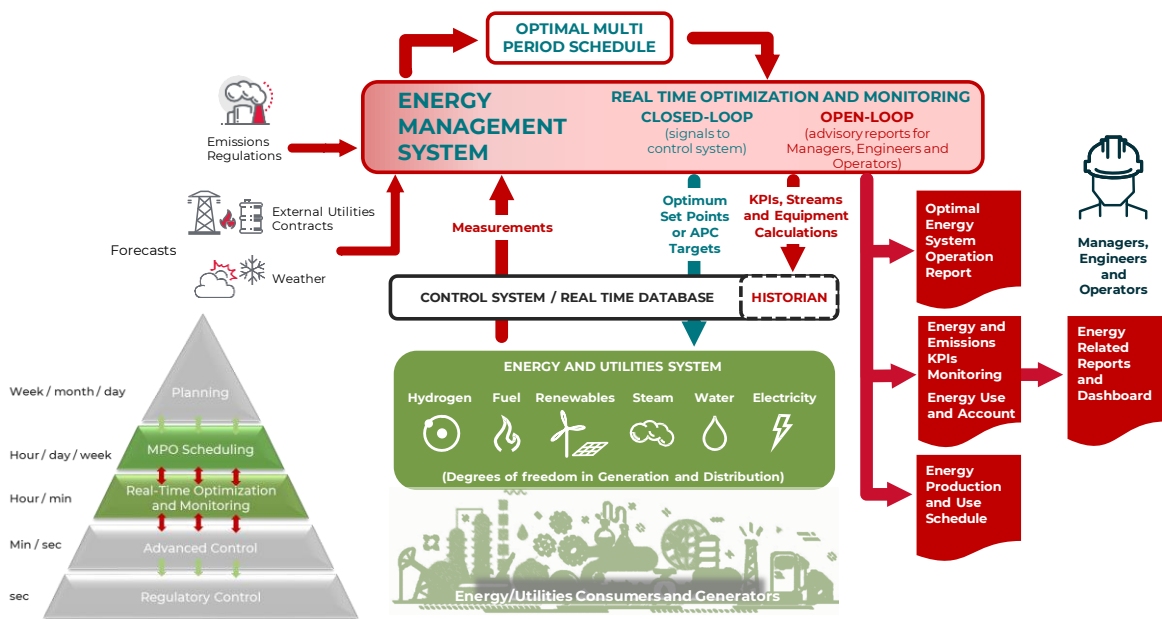 OPTIMAL MULTI
PERIOD SCHEDULE
ENERGY
MANAGEMENT
SYSTEM
REAL TIME OPTIMIZATION AND MONITORING
CLOSED-LOOP
(signals to
control system)
OPEN-LOOP
(advisory reports for
Managers, Engineers and
Operators)
Emissions
Regulations
External Utilities
Contracts
Forecasts
Weather
Measurements
Optimum
Set Points
or APC
Targets
KPIs, Streams
and Equipment
Calculations
CONTROL SYSTEM / REAL TIME DATABASE
HISTORIAN
ENERGY AND UTILITIES SYSTEM
Hydrogen
Fuel
Renewables
Steam
Water
Electricity
(Degrees of freedom in Generation and Distribution)
Energy/Utilities Consumers and Generators
Optimal
Energy
System
Operation
Report
Energy and
Emissions
KPIs
Monitoring
Energy Use
and Account
Energy
Production
and Use
Schedule
Managers,
Engineers
and
Operators
Energy
Related
Reports
and
Dashboard
Week / month / day
Planning
Hour / day / week
MPO Scheduling
Hour / min
Real-Time Optimization
and Monitoring
Min / sec
Advanced Control
sec
Regulatory Control